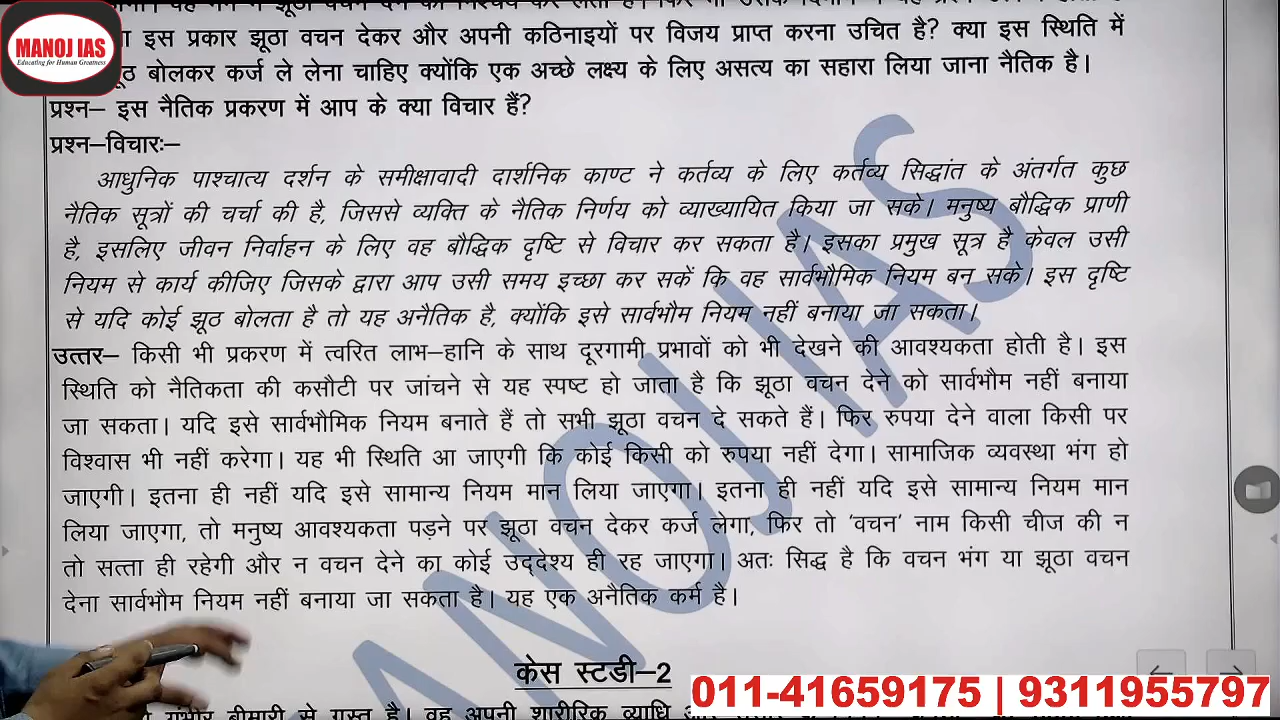 MANOJ IAS
Educating for Human Greatness
इस प्रकार झूठा वचन देकर और अपनी कठिनाइयों पर विजय प्राप्त करना उचित है? क्या इस स्थिति में
बोलकर कर्ज ले लेना चाहिए क्योंकि एक अच्छे लक्ष्य के लिए असत्य का सहारा लिया जाना नैतिक है।
प्रश्न– इस नैतिक प्रकरण में आप के क्या विचार हैं?
प्रश्न–विचारः–
आधुनिक पाश्चात्य दर्शन के समीक्षावादी दार्शनिक काण्ट ने कर्तव्य के लिए कर्तव्य सिद्धांत के अंतर्गत कुछ
नैतिक सूत्रों की चर्चा की है, जिससे व्यक्ति के नैतिक निर्णय को व्याख्यायित किया जा सके। मनुष्य बौद्धिक प्राणी
है, इसलिए जीवन निर्वाहन के लिए वह बौद्धिक दृष्टि से विचार कर सकता है। इसका प्रमुख सूत्र है केवल उसी
नियम से कार्य कीजिए जिसके द्वारा आप उसी समय इच्छा कर सकें कि वह सार्वभौमिक नियम बन सके। इस दृष्टि
से यदि कोई झूठ बोलता है तो यह अनैतिक है, क्योंकि इसे सार्वभौम नियम नहीं बनाया जा सकता।
उत्तर– किसी भी प्रकरण में त्वरित लाभ–हानि के साथ दूरगामी प्रभावों को भी देखने की आवश्यकता होती है। इस
स्थिति को नैतिकता की कसौटी पर जांचने से यह स्पष्ट हो जाता है कि झूठा वचन देने को सार्वभौम नहीं बनाया
जा सकता। यदि इसे सार्वभौमिक नियम बनाते हैं तो सभी झूठा वचन दे सकते हैं। फिर रुपया देने वाला किसी पर
विश्वास भी नहीं करेगा। यह भी स्थिति आ जाएगी कि कोई किसी को रुपया नहीं देगा। सामाजिक व्यवस्था भंग हो
जाएगी। इतना ही नहीं यदि इसे सामान्य नियम मान लिया जाएगा। इतना ही नहीं यदि इसे सामान्य नियम मान
लिया जाएगा, तो मनुष्य आवश्यकता पड़ने पर झूठा वचन देकर कर्ज लेगा, फिर तो 'वचन' नाम किसी चीज की न
तो सत्ता ही रहेगी और न वचन देने का कोई उद्देश्य ही रह जाएगा। अतः सिद्ध है कि वचन भंग या झूठा वचन
देना सार्वभौम नियम नहीं बनाया जा सकता है। यह एक अनैतिक कर्म है।
केस स्टडी–2
गंभीर बीमारी से ग्रस्त है। वह अपनी शारीरिक व्याधि
011-41659175 | 9311955797
MANOJ IAS